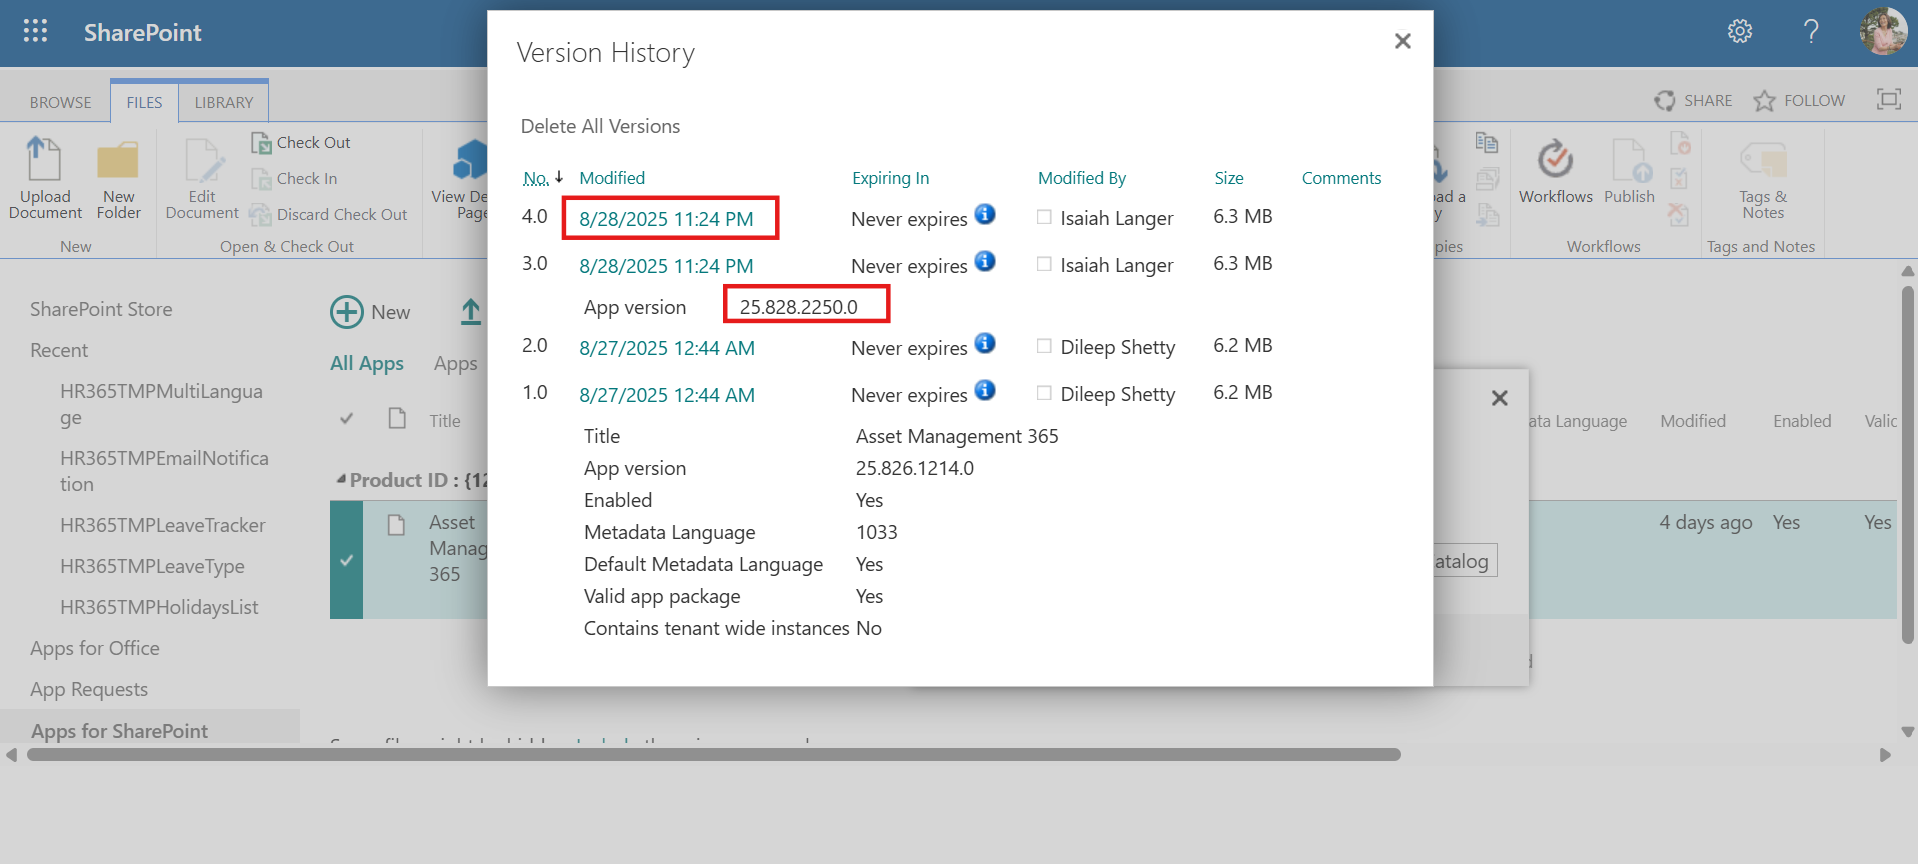 SharePoint
BROWSE FILES LIBRARY
SHARE FOLLOW
Upload Document
New Folder
New
Edit Document
Check Out
Check In
Discard Check Out
Open & Check Out
View De
Page
Workflows
Publish
Workflows
Tags & Notes
Tags and Notes
SharePoint Store
Recent
HR365TMPMultiLangua
ge
HR365TMPEmailNotifica
tion
HR365TMPLeaveTracker
HR365TMPLeaveType
HR365TMPHolidaysList
Apps for Office
App Requests
Apps for SharePoint
New
All Apps Apps
Title
ata Language Modified Enabled Valic
Product ID : {12
Asset
Manag
365
4 days ago Yes Yes
atalog
Version History
Delete All Versions
No. Modified Expiring In Modified By Size Comments
4.0 8/28/2025 11:24 PM Never expires Isaiah Langer 6.3 MB
3.0 8/28/2025 11:24 PM Never expires Isaiah Langer 6.3 MB
App version 25.828.2250.0
2.0 8/27/2025 12:44 AM Never expires Dileep Shetty 6.2 MB
1.0 8/27/2025 12:44 AM Never expires Dileep Shetty 6.2 MB
Title Asset Management 365
App version 25.826.1214.0
Enabled Yes
Metadata Language 1033
Default Metadata Language Yes
Valid app package Yes
Contains tenant wide instances No